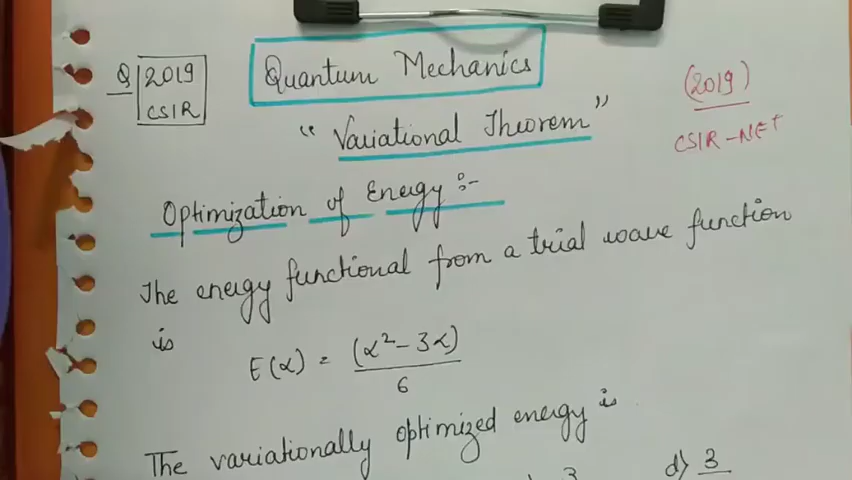 Q 2019
CSIR
Quantum Mechanics
(2019)
CSIR-NET
“Variational Theorem”
Optimization of Energy :-
The energy functional from a trial wave function
is
E(α) = (α² - 3α) / 6
The variationally optimized energy is
3
d) 3